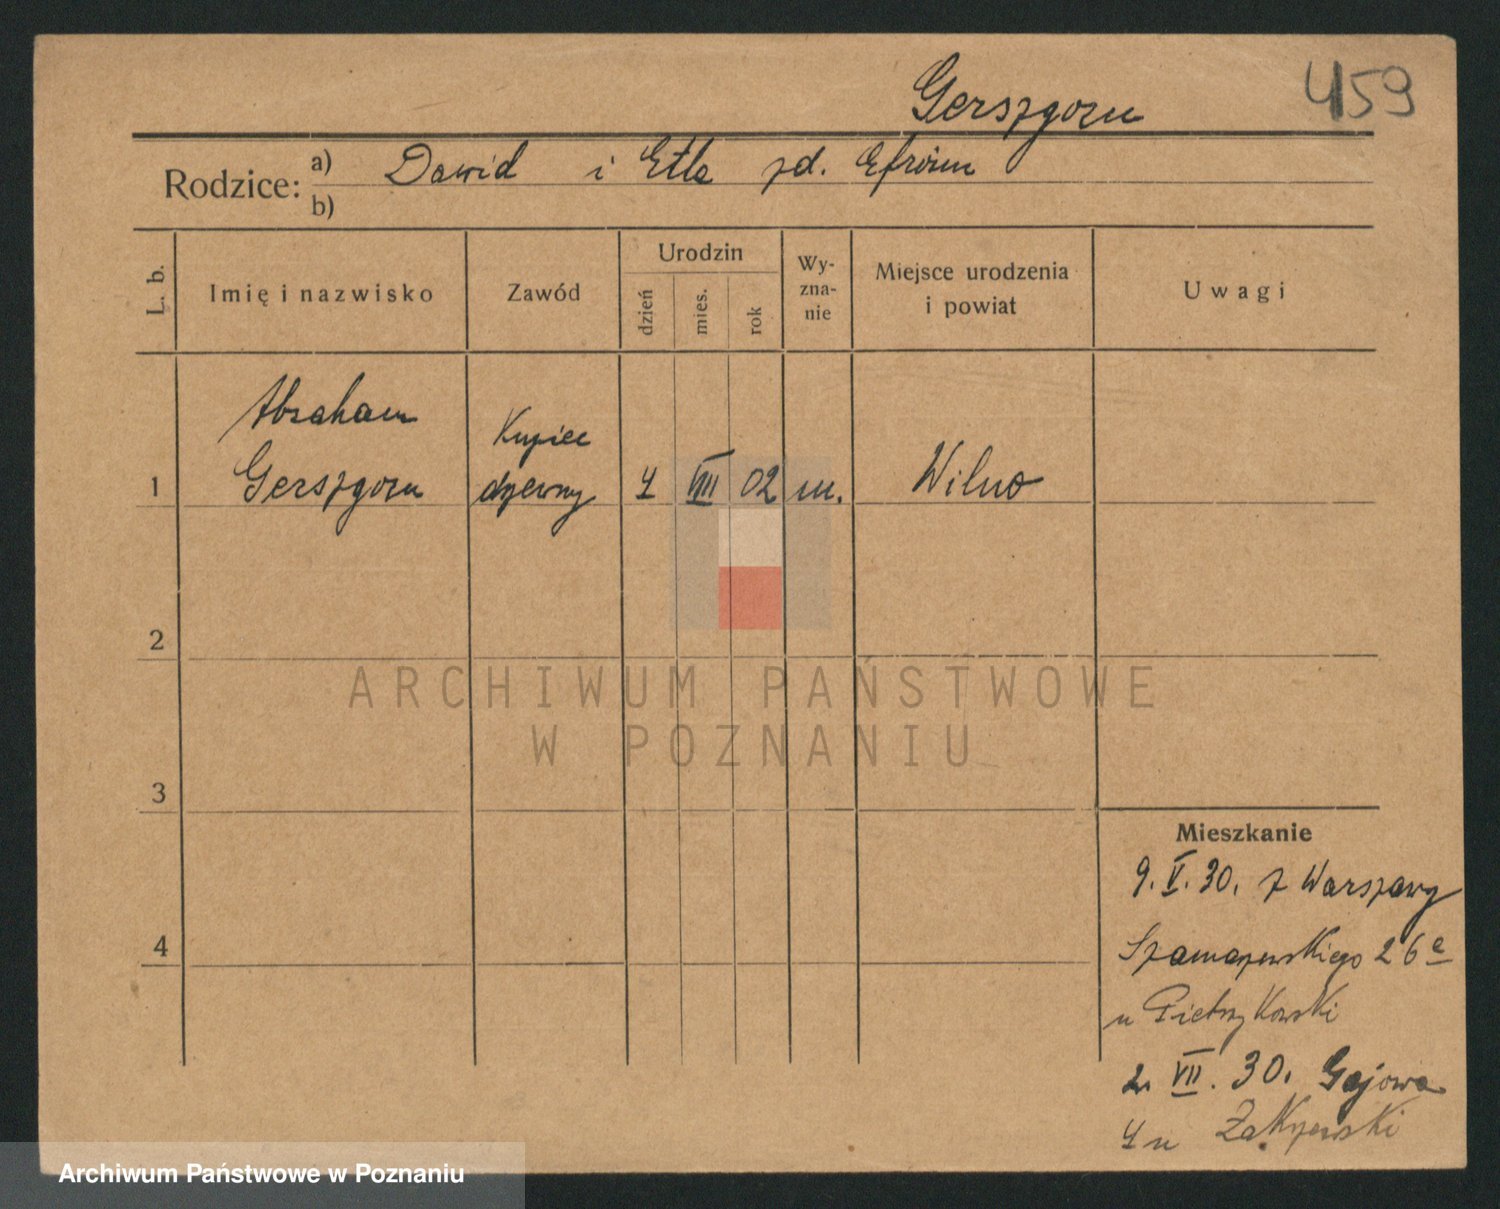 Gerszgorn 459
Rodzice: a) Dawid i Etla zd. Efroim
b)
L. b. Imię i nazwisko Zawód Urodzin dzień mies. rok Wy-zna-nie Miejsce urodzenia i powiat Uwagi
Abraham Kupiec
1 Gerszgorn drzewny 4 VIII 02 m. Wilno
2
ARCHIWUM PAŃSTWOWE
W POZNANIU
3
Mieszkanie
9. V. 30. z Warszawy
4
Szamarzewskiego 26
u Pietrzykowski
2. VII. 30. Gajowa
4 u Zakrzewski
Archiwum Państwowe w Poznaniu